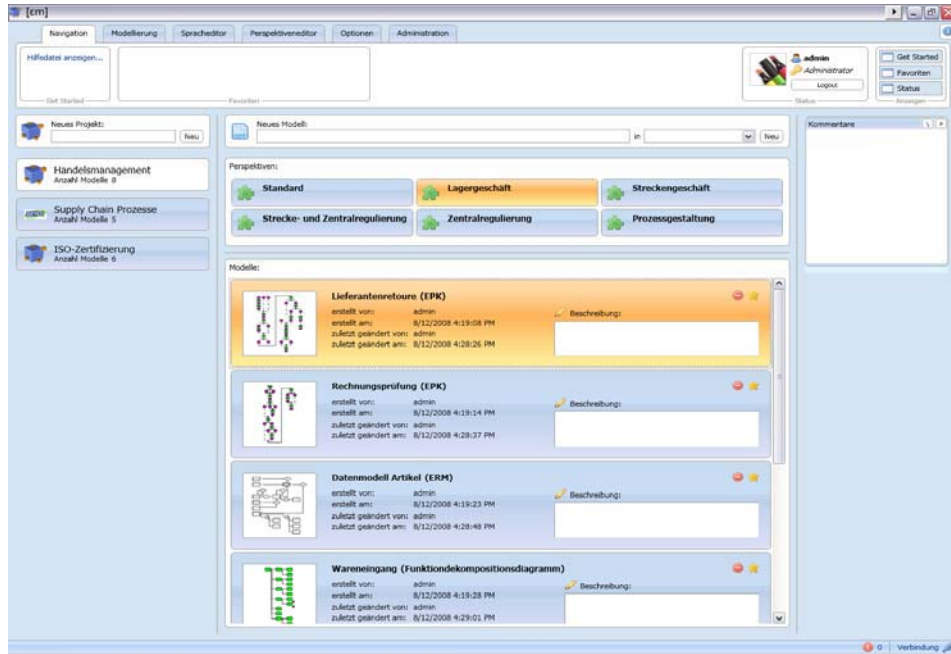 [εm]
Navigation Modellierung Spracheditor Perspektiveneditor Optionen Administration
Hilfedatei anzeigen...
Get Started
Favoriten
admin
Administrator
Logout
Status
Get Started
Favoriten
Status
Anzeigen
Neues Projekt:
Neu
Handelsmanagement
Anzahl Modelle 8
Supply Chain Prozesse
Anzahl Modelle 5
ISO-Zertifizierung
Anzahl Modelle 6
Neues Modell:
in Neu
Perspektiven:
Standard Lagergeschäft Streckengeschäft
Strecke- und Zentralregulierung Zentralregulierung Prozessgestaltung
Modelle:
Lieferantenretoure (EPK)
erstellt von: admin
erstellt am: 8/12/2008 4:19:08 PM
zuletzt geändert von: admin
zuletzt geändert am: 8/12/2008 4:28:26 PM
Beschreibung:
Rechnungsprüfung (EPK)
erstellt von: admin
erstellt am: 8/12/2008 4:19:14 PM
zuletzt geändert von: admin
zuletzt geändert am: 8/12/2008 4:28:37 PM
Beschreibung:
Datenmodell Artikel (ERM)
erstellt von: admin
erstellt am: 8/12/2008 4:19:23 PM
zuletzt geändert von: admin
zuletzt geändert am: 8/12/2008 4:28:48 PM
Beschreibung:
Wareneingang (Funktiondekompositionsdiagramm)
erstellt von: admin
erstellt am: 8/12/2008 4:19:28 PM
zuletzt geändert von: admin
zuletzt geändert am: 8/12/2008 4:29:01 PM
Beschreibung:
Kommentare
0 Verbindung